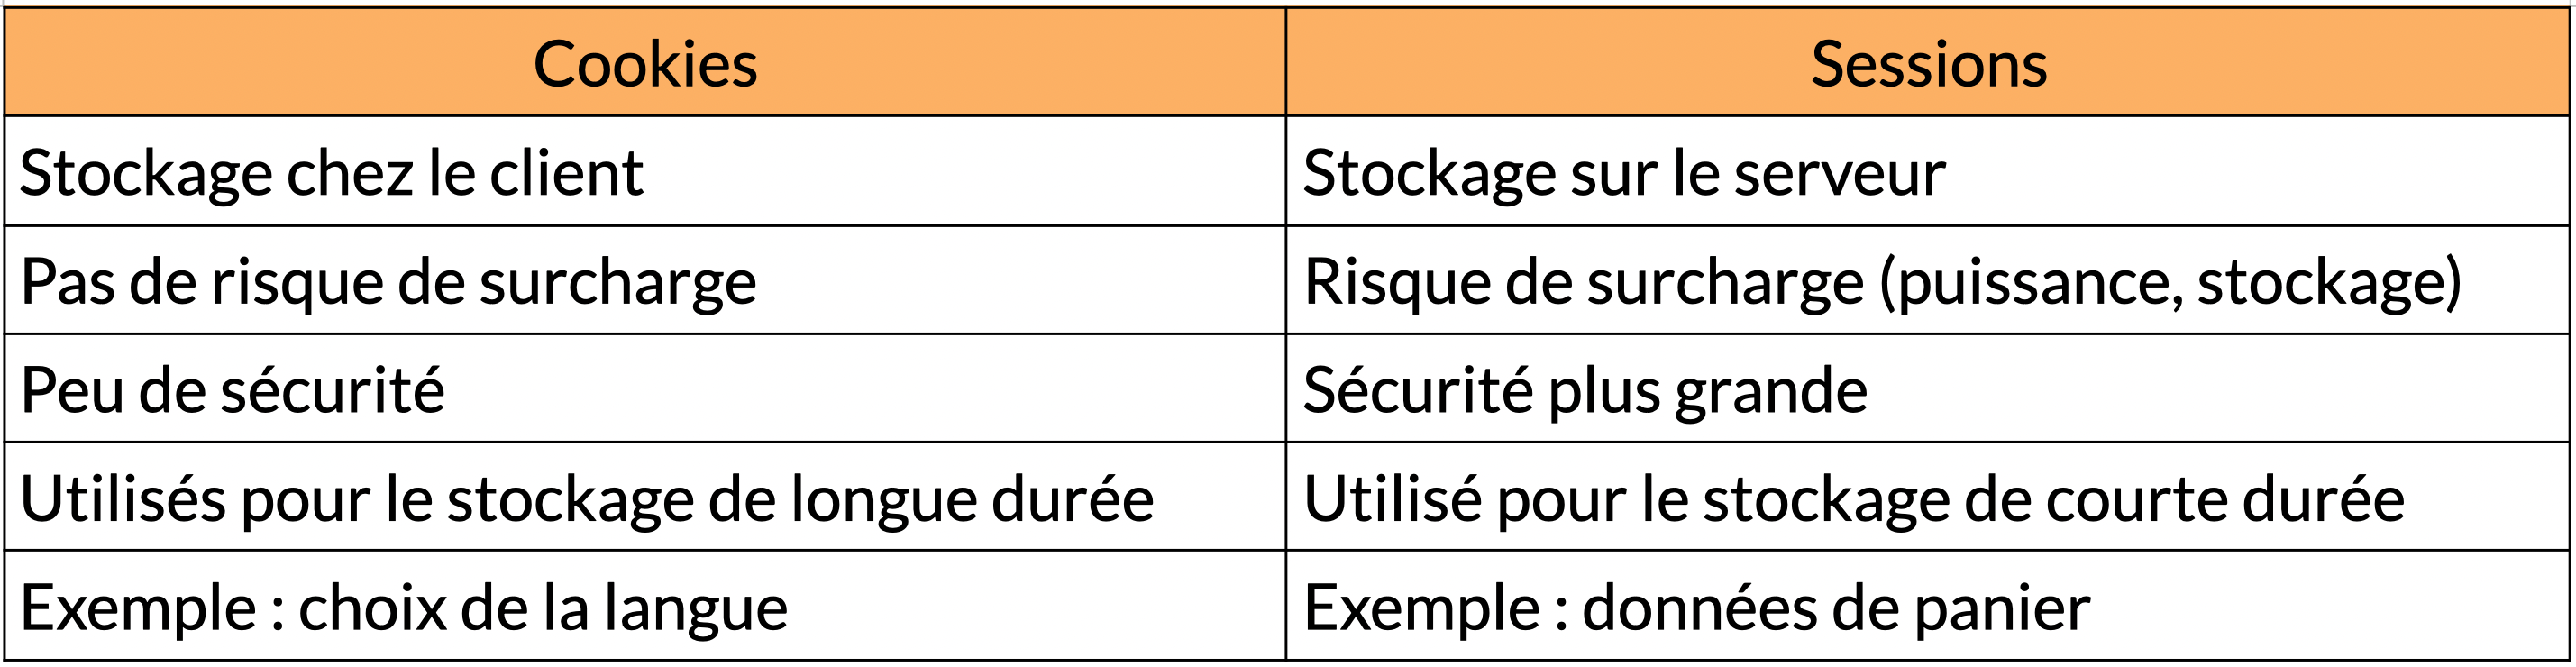 Cookies
Sessions
Stockage chez le client
Stockage sur le serveur
Pas de risque de surcharge
Risque de surcharge (puissance, stockage)
Peu de sécurité
Sécurité plus grande
Utilisés pour le stockage de longue durée
Utilisé pour le stockage de courte durée
Exemple : choix de la langue
Exemple : données de panier